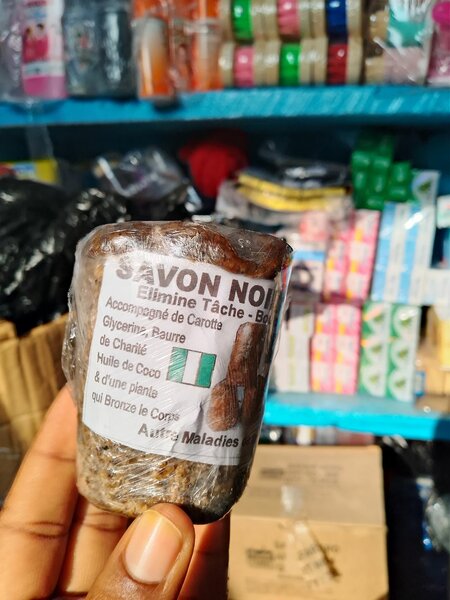 SAVON NOI
Elimine Tâche - Bo
Accompagné de Carotte
Glycerine, Beurre
de Charité
Huile de Coco
& d'une plante
qui Bronze le Corps
Autre Maladies